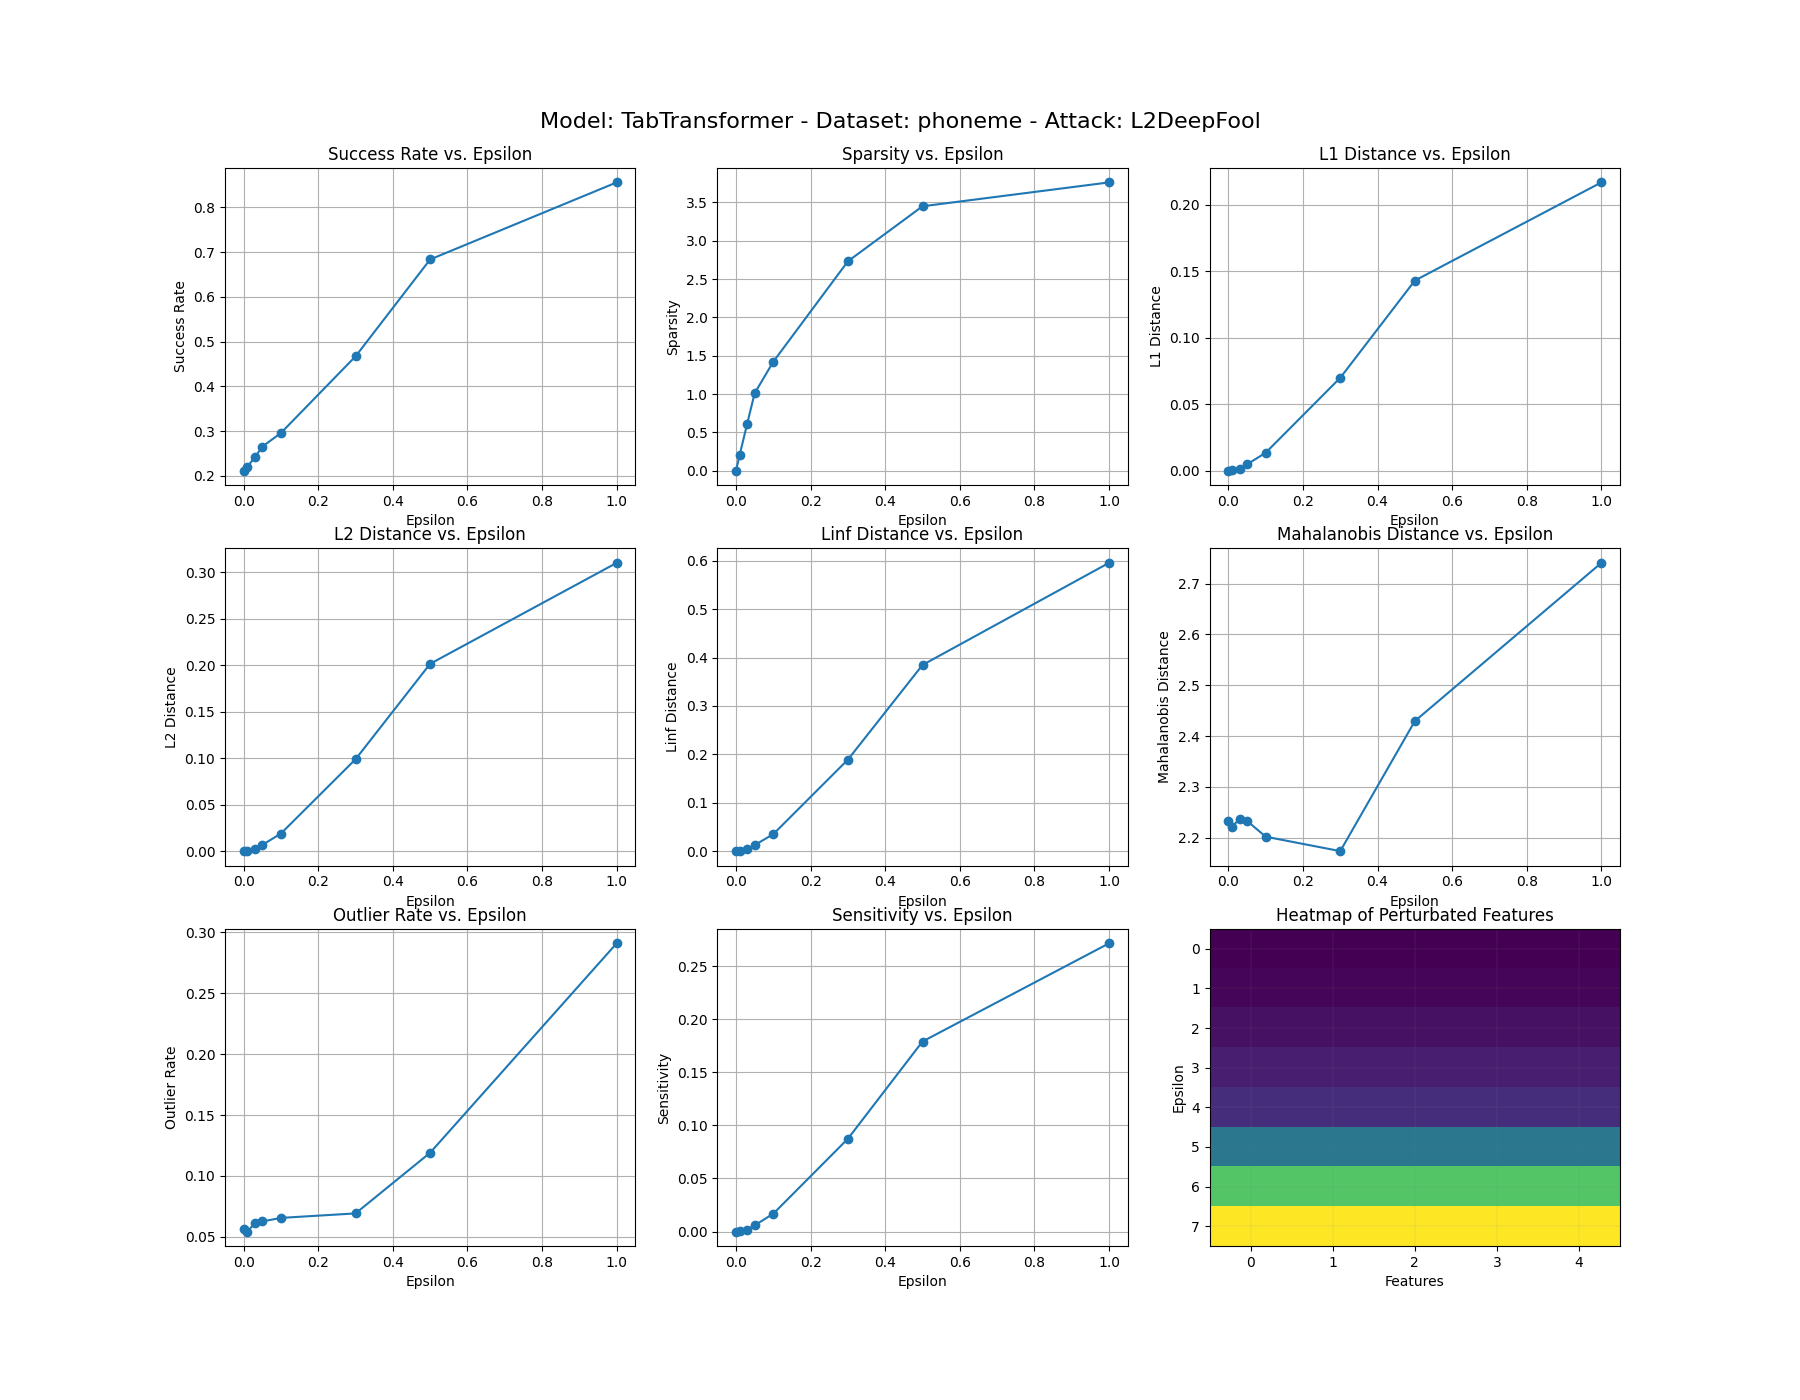 Model: TabTransformer - Dataset: phoneme - Attack: L2DeepFool
Success Rate vs. Epsilon
Success Rate
0.8
0.7
0.6
0.5
0.4
0.3
0.2
0.0 0.2 0.4 0.6 0.8 1.0
Epsilon
Sparsity vs. Epsilon
Sparsity
3.5
3.0
2.5
2.0
1.5
1.0
0.5
0.0
0.0 0.2 0.4 0.6 0.8 1.0
Epsilon
L1 Distance vs. Epsilon
L1 Distance
0.20
0.15
0.10
0.05
0.00
0.0 0.2 0.4 0.6 0.8 1.0
Epsilon
L2 Distance vs. Epsilon
L2 Distance
0.30
0.25
0.20
0.15
0.10
0.05
0.00
0.0 0.2 0.4 0.6 0.8 1.0
Epsilon
Linf Distance vs. Epsilon
Linf Distance
0.6
0.5
0.4
0.3
0.2
0.1
0.0
0.0 0.2 0.4 0.6 0.8 1.0
Epsilon
Mahalanobis Distance vs. Epsilon
Mahalanobis Distance
2.7
2.6
2.5
2.4
2.3
2.2
0.0 0.2 0.4 0.6 0.8 1.0
Epsilon
Outlier Rate vs. Epsilon
Outlier Rate
0.30
0.25
0.20
0.15
0.10
0.05
0.0 0.2 0.4 0.6 0.8 1.0
Epsilon
Sensitivity vs. Epsilon
Sensitivity
0.25
0.20
0.15
0.10
0.05
0.00
0.0 0.2 0.4 0.6 0.8 1.0
Epsilon
Heatmap of Perturbated Features
Epsilon
0
1
2
3
4
5
6
7
0 1 2 3 4
Features